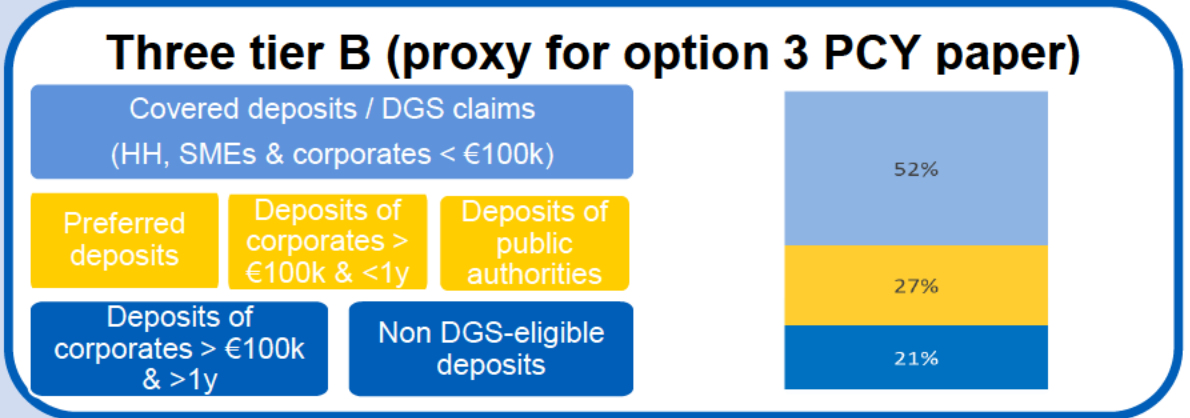 Three tier B (proxy for option 3 PCY paper)
Covered deposits / DGS claims
(HH, SMEs & corporates < €100k)
Preferred
deposits
Deposits of
corporates >
€100k & <1y
Deposits of
public
authorities
Deposits of
corporates > €100k
& >1y
Non DGS-eligible
deposits
52%
27%
21%